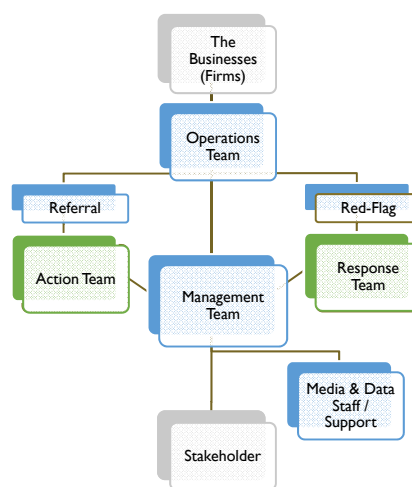 The
Businesses
(Firms)
Operations
Team
Referral
Red-Flag
Action Team
Response
Team
Management
Team
Media & Data
Staff /
Support
Stakeholder